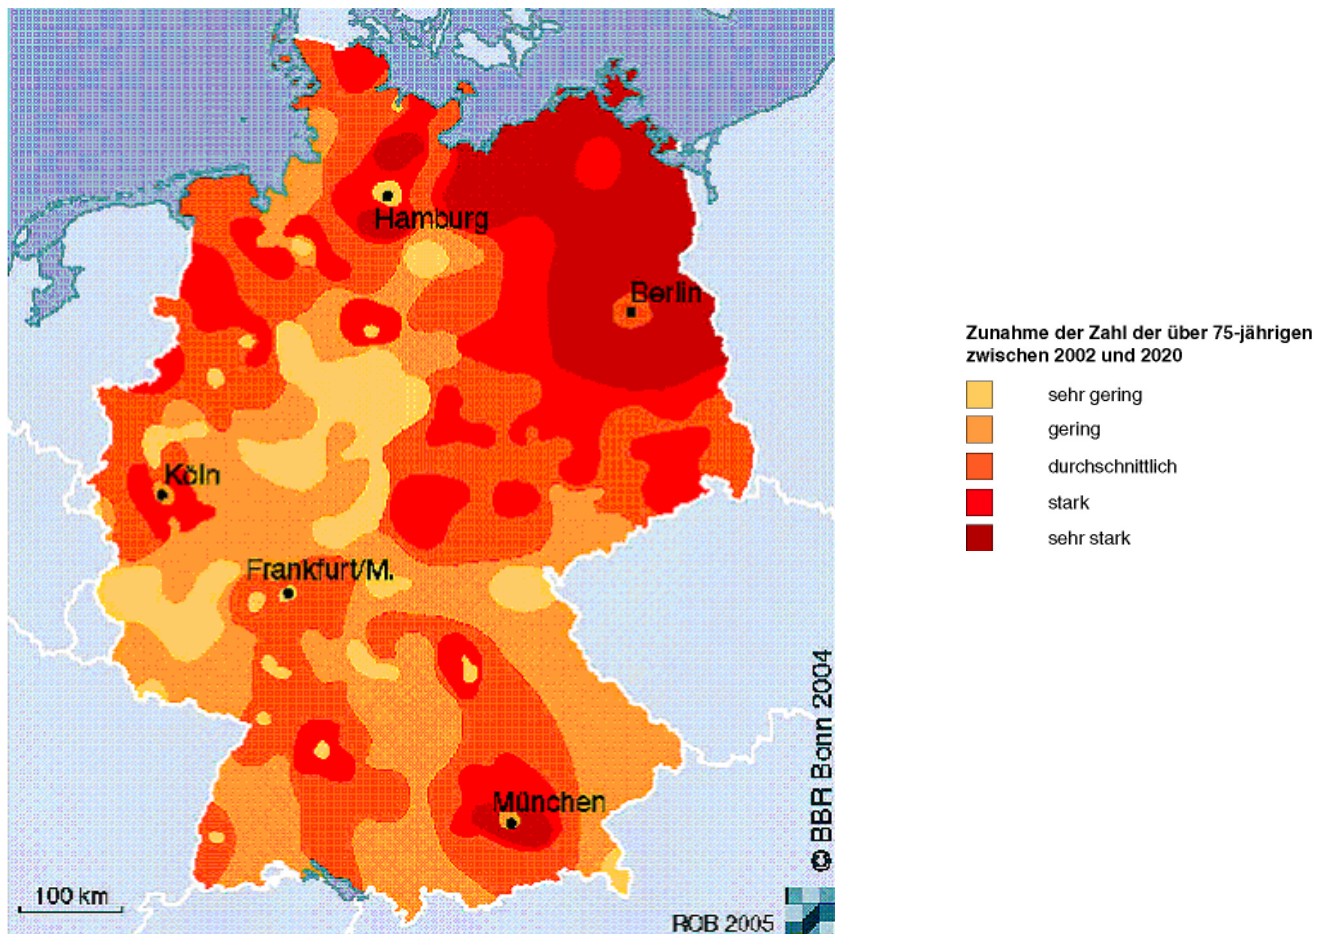 Hamburg
Berlin
Köln
Frankfurt/M.
München
100 km
© BBR Bonn 2004
ROB 2005
Zunahme der Zahl der über 75-jährigen
zwischen 2002 und 2020
sehr gering
gering
durchschnittlich
stark
sehr stark